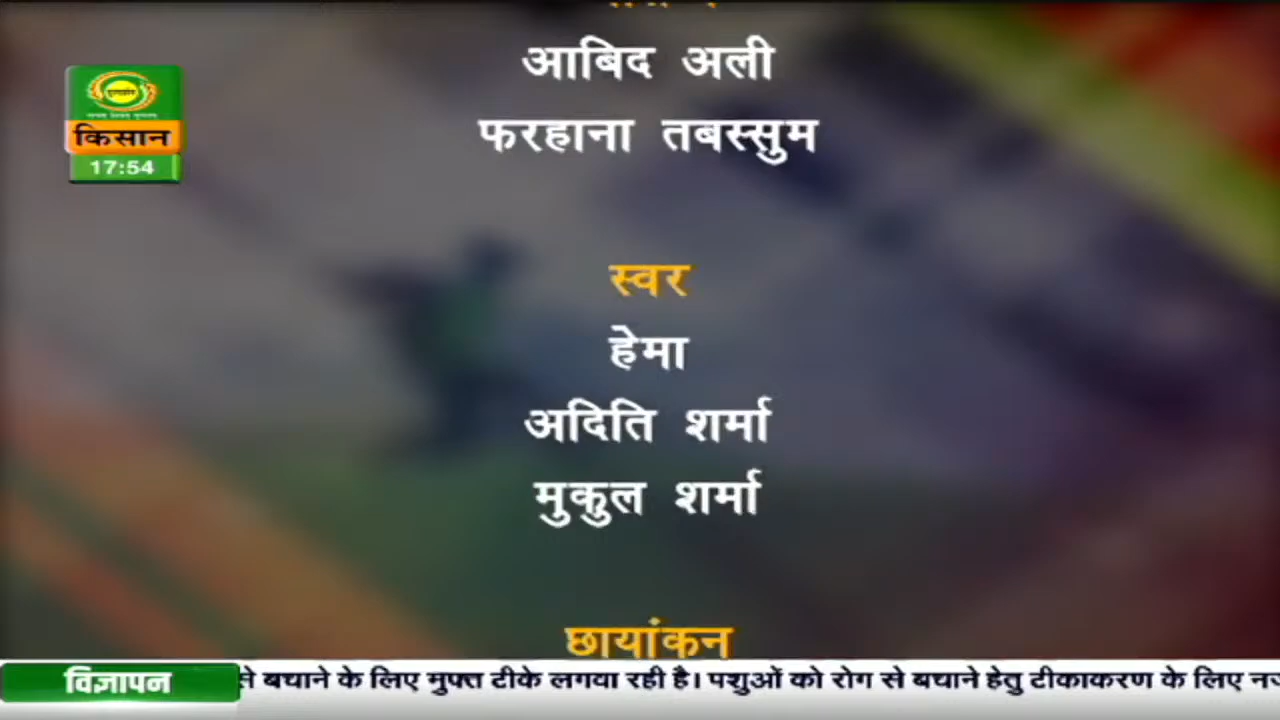 आबिद अली
फरहाना तबस्सुम
किसान
17:54
स्वर
हेमा
अदिति शर्मा
मुकुल शर्मा
छायांकन
विज्ञापन
से बचाने के लिए मुफ्त टीके लगवा रही है। पशुओं को रोग से बचाने हेतु टीकाकरण के लिए